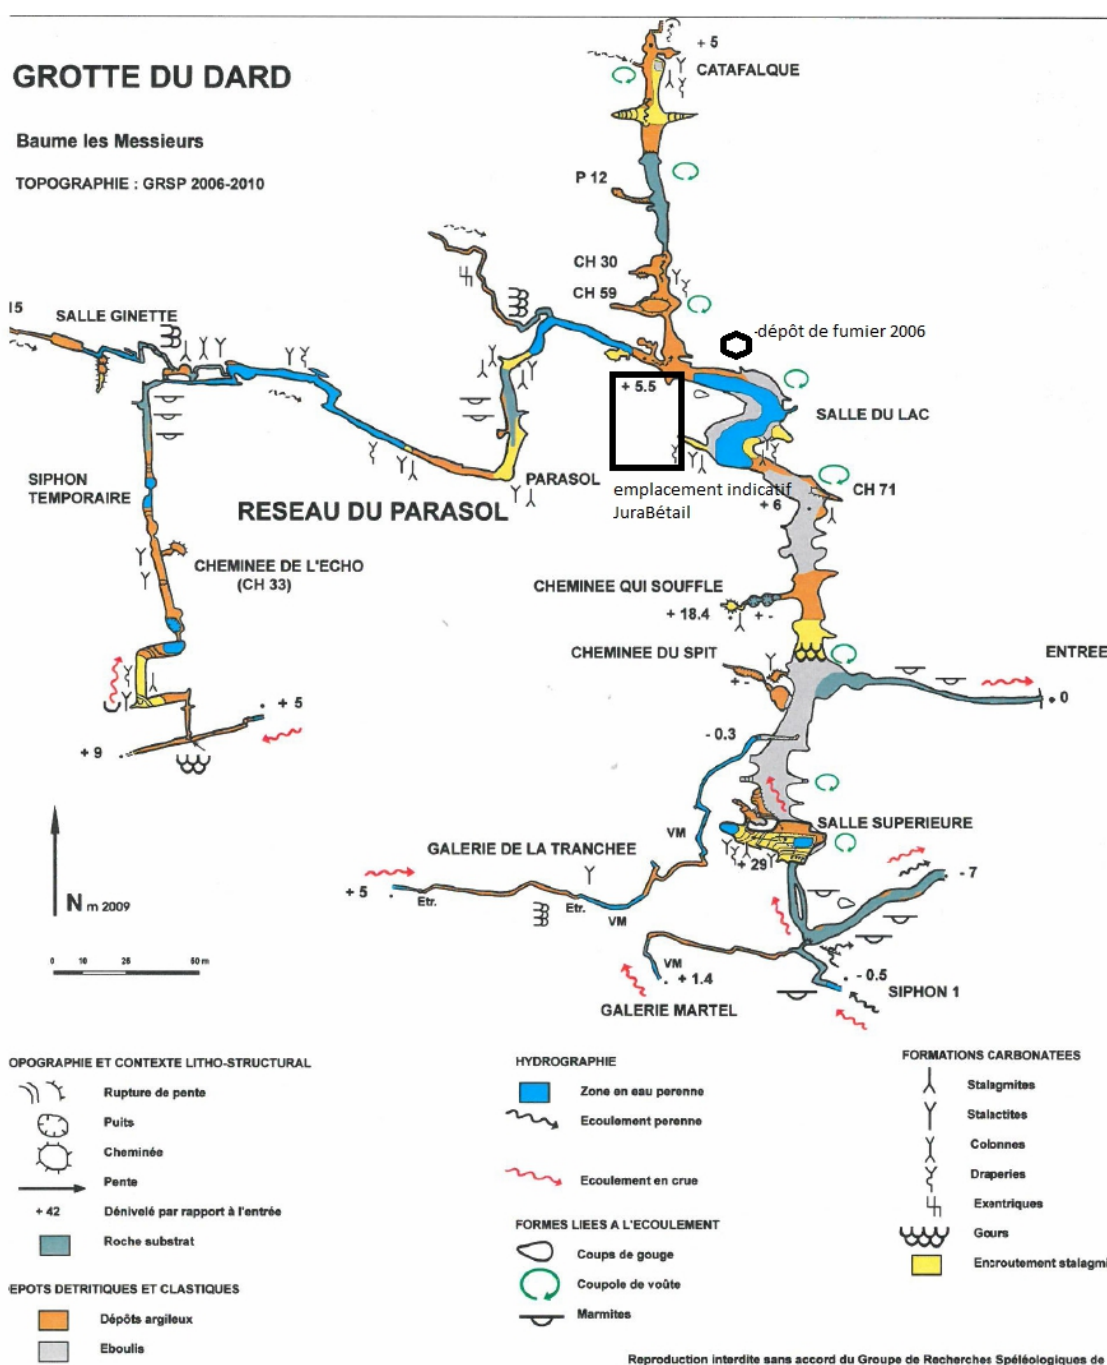 GROTTE DU DARD
Baume les Messieurs
TOPOGRAPHIE : GRSP 2006-2010
+ 5
CATAFALQUE
P 12
CH 30
CH 59
15
SALLE GINETTE
-dépôt de fumier 2006
+ 5.5
SALLE DU LAC
SIPHON
TEMPORAIRE
PARASOL
emplacement indicatif
JuraBétail
CH 71
+ 6
RESEAU DU PARASOL
CHEMINEE DE L'ECHO
(CH 33)
CHEMINEE QUI SOUFFLE
+ 18.4
+ -
CHEMINEE DU SPIT
ENTREE
+ -
0
+ 5
+ 9
- 0.3
SALLE SUPERIEURE
VM
GALERIE DE LA TRANCHEE
+ 29
- 7
+ 5
Etr.
Etr.
VM
N m 2009
0 10 25 50 m
VM
+ 1.4
- 0.5
SIPHON 1
GALERIE MARTEL
OPOGRAPHIE ET CONTEXTE LITHO-STRUCTURAL
Rupture de pente
Puits
Cheminée
Pente
+ 42 Dénivelé par rapport à l'entrée
Roche substrat
EPOTS DETRITIQUES ET CLASTIQUES
Dépôts argileux
Eboulis
HYDROGRAPHIE
Zone en eau perenne
Ecoulement perenne
Ecoulement en crue
FORMES LIEES A L'ECOULEMENT
Coups de gouge
Coupole de voûte
Marmites
FORMATIONS CARBONATEES
Stalagmites
Stalactites
Colonnes
Draperies
Exentriques
Gours
Encroutement stalagmi
Reproduction interdite sans accord du Groupe de Recherches Spéléologiques de